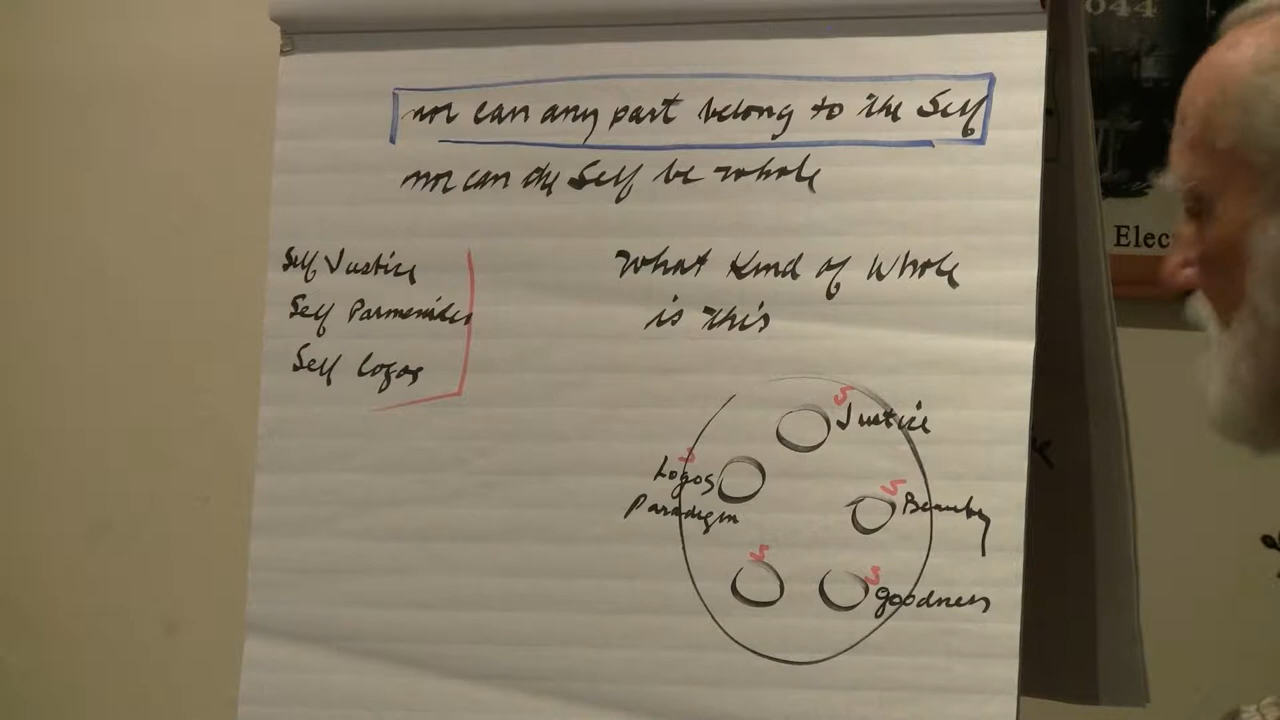 044
Elec
nor can any part belong to the Self
nor can the Self be whole
Self Justice
Self Parmenides
Self Logos
What Kind of Whole
is this
S
Justice
S
Logos
Paradigm
S
Beauty
S
S
goodness